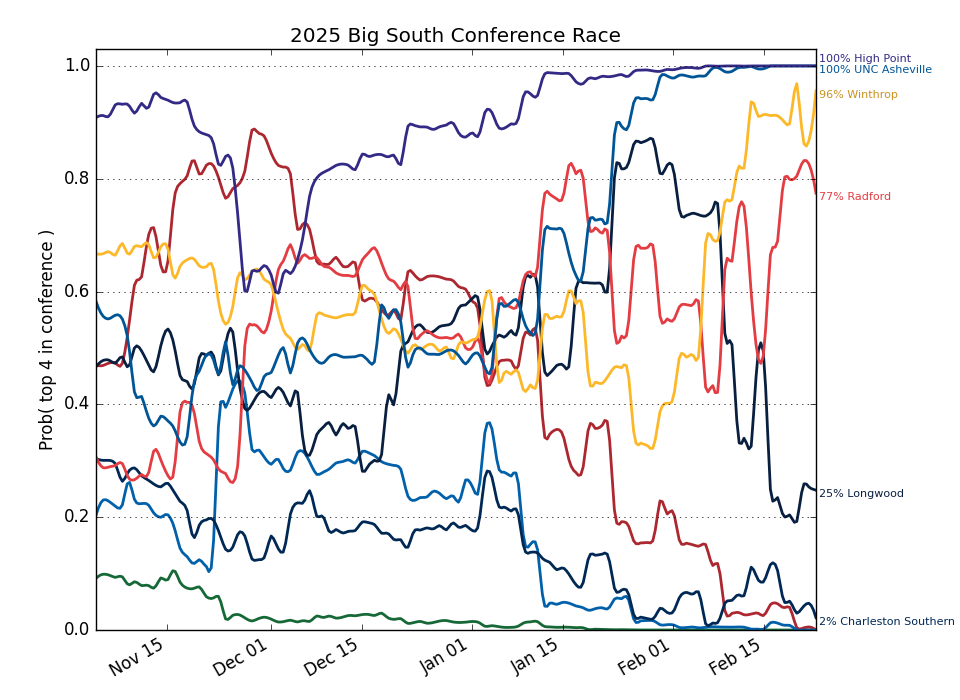 2025 Big South Conference Race
Prob( top 4 in conference )
1.0
0.8
0.6
0.4
0.2
0.0
Nov 15
Dec 01
Dec 15
Jan 01
Jan 15
Feb 01
Feb 15
100% High Point
100% UNC Asheville
96% Winthrop
77% Radford
25% Longwood
2% Charleston Southern